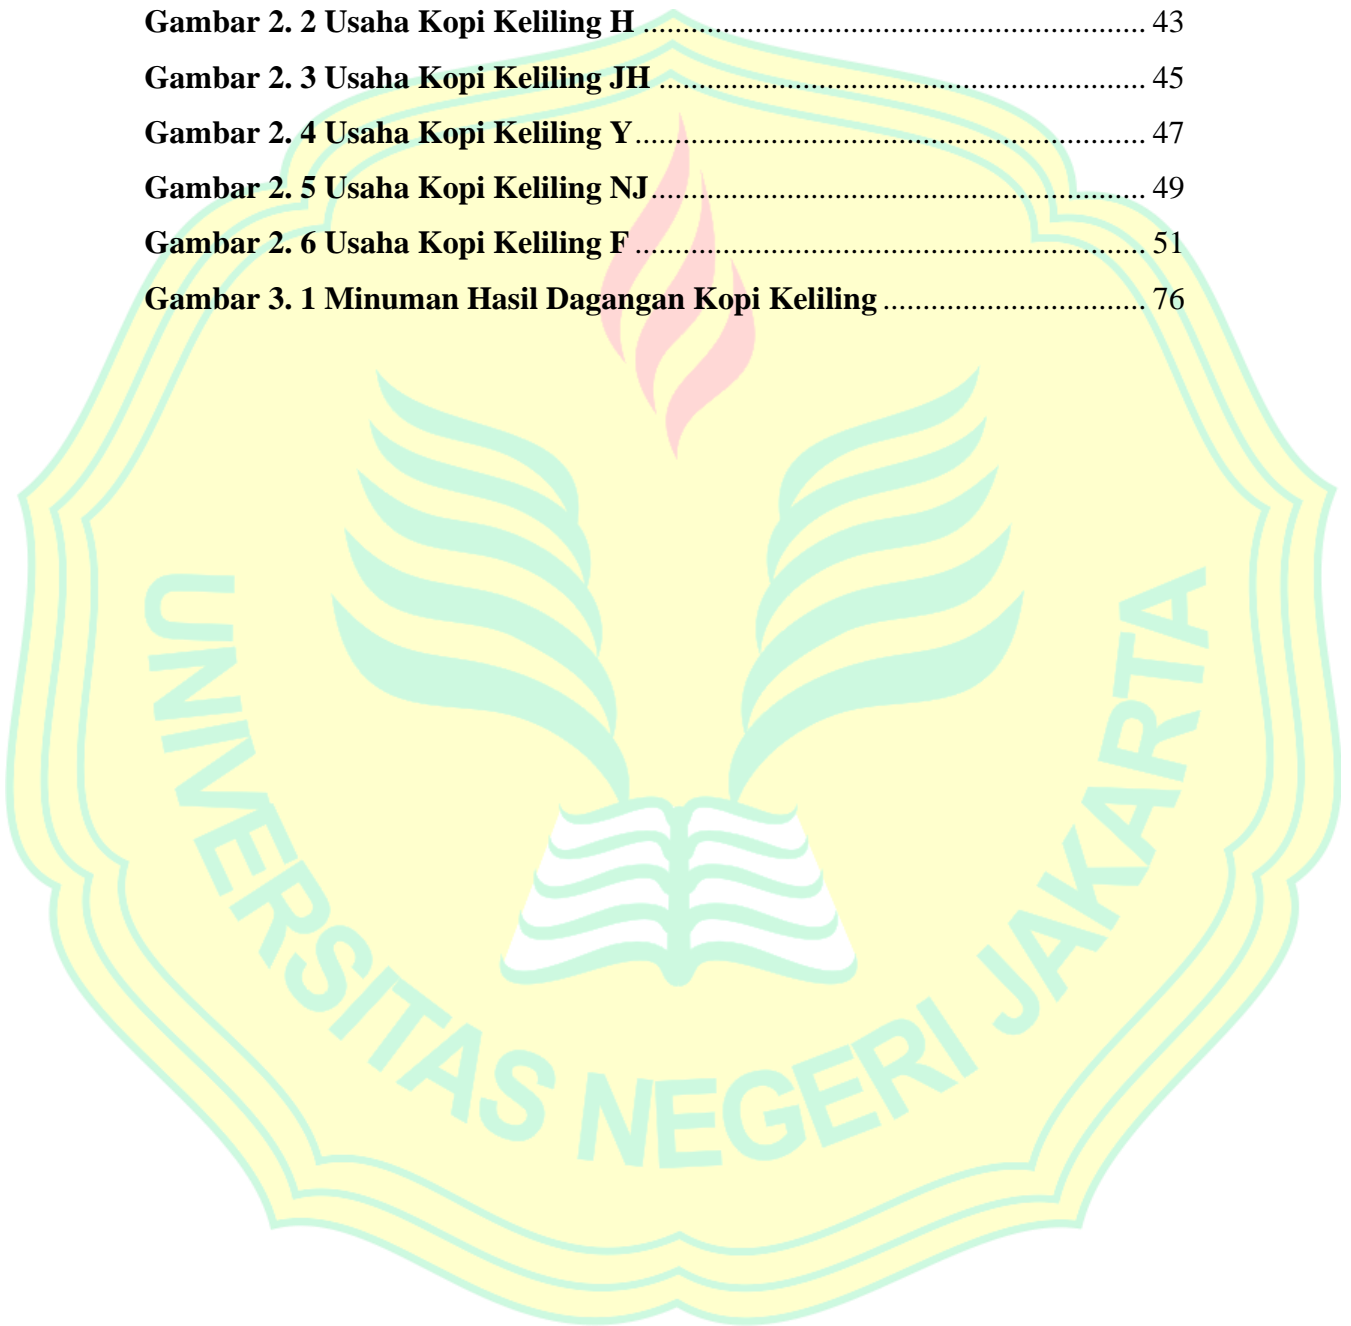 Gambar 2. 2 Usaha Kopi Keliling H ............................................................... 43
Gambar 2. 3 Usaha Kopi Keliling JH ............................................................. 45
Gambar 2. 4 Usaha Kopi Keliling Y................................................................ 47
Gambar 2. 5 Usaha Kopi Keliling NJ.............................................................. 49
Gambar 2. 6 Usaha Kopi Keliling F ................................................................ 51
Gambar 3. 1 Minuman Hasil Dagangan Kopi Keliling ................................. 76
UNIVERSITAS NEGERI JAKARTA